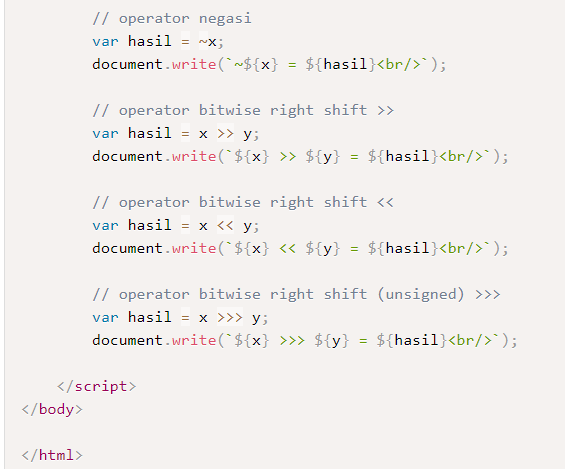 // operator negasi
var hasil = ~x;
document.write(`~${x} = ${hasil}<br/>`);
// operator bitwise right shift >>
var hasil = x >> y;
document.write(`${x} >> ${y} = ${hasil}<br/>`);
// operator bitwise right shift <<
var hasil = x << y;
document.write(`${x} << ${y} = ${hasil}<br/>`);
// operator bitwise right shift (unsigned) >>>
var hasil = x >>> y;
document.write(`${x} >>> ${y} = ${hasil}<br/>`);
</script>
</body>
</html>